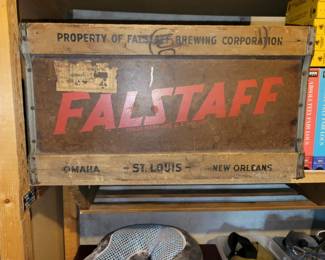 PROPERTY OF FALSTAFF BREWING CORPORATION
FALSTAFF
OMAHA - ST. LOUIS - NEW ORLEANS